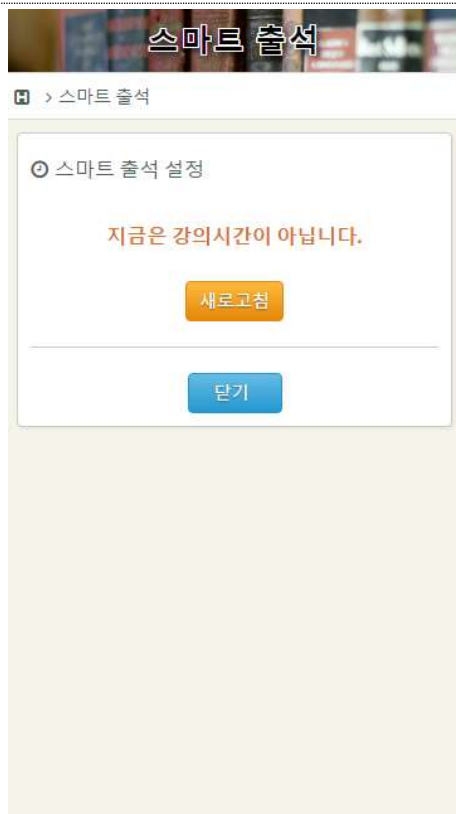 스마트 출석
> 스마트 출석
스마트 출석 설정
지금은 강의시간이 아닙니다.
새로고침
닫기